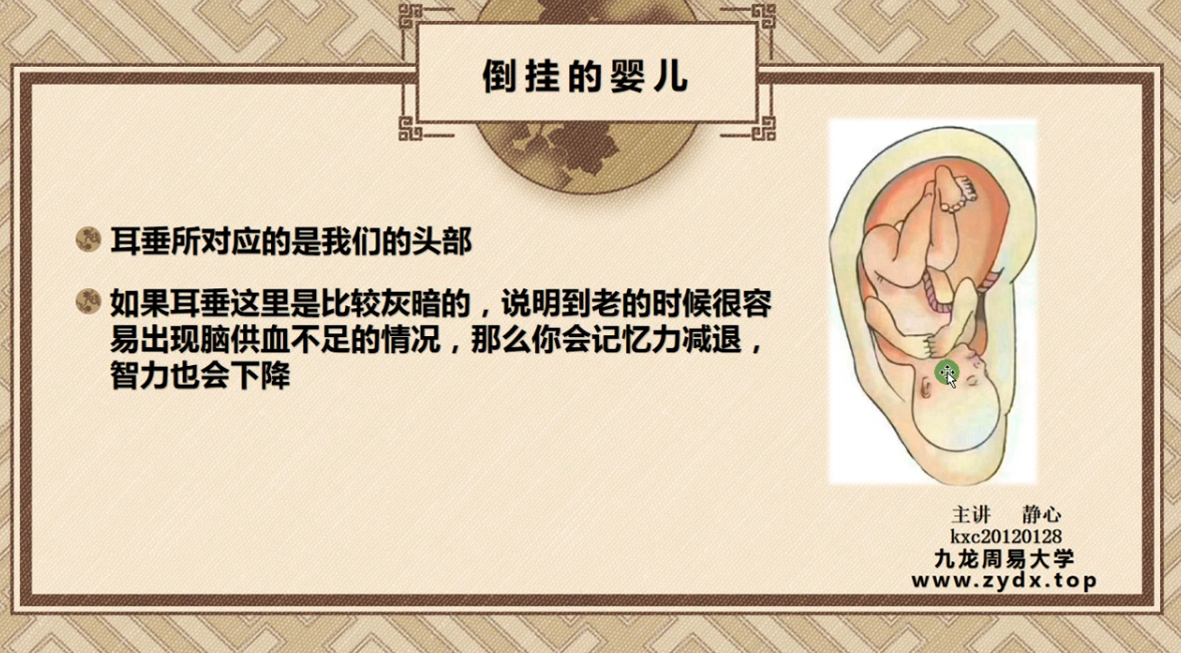 倒挂的婴儿
耳垂所对应的是我们的头部
如果耳垂这里是比较灰暗的，说明到老的时候很容
易出现脑供血不足的情况，那么你会记忆力减退，
智力也会下降
主讲 静心
kxc20120128
九龙周易大学
www.zydx.top